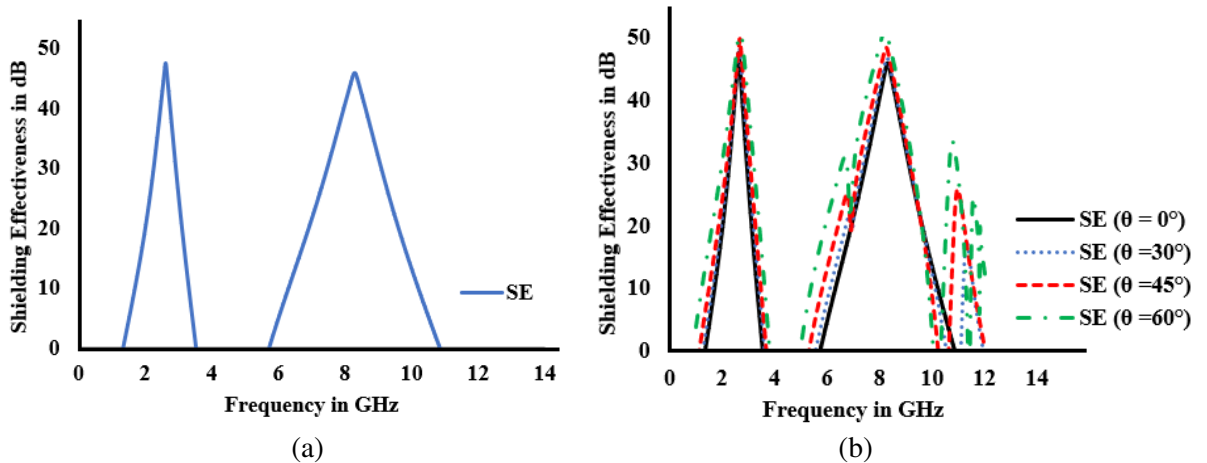 50
40
30
20
10
0
Shielding Effectiveness in dB
SE
0 2 4 6 8 10 12 14
Frequency in GHz
(a)
50
40
30
20
10
0
Shielding Effectiveness in dB
SE (θ = 0°)
SE (θ =30°)
SE (θ =45°)
SE (θ =60°)
0 2 4 6 8 10 12 14
Frequency in GHz
(b)